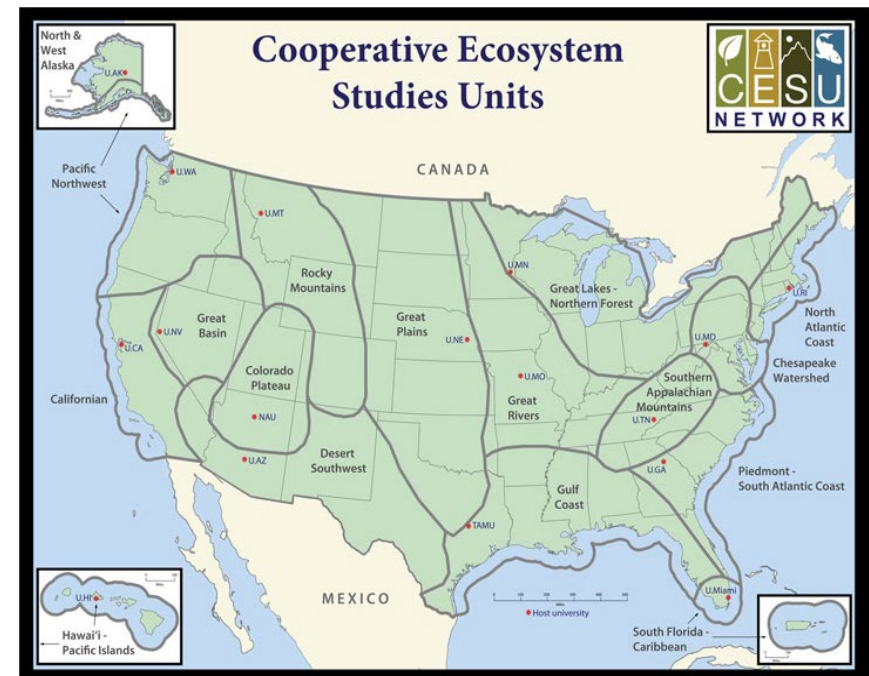 Cooperative Ecosystem
Studies Units
North &
West
Alaska
U.AK
CESU
NETWORK
CANADA
Pacific
Northwest
U.WA
U.MT
U.MN
Rocky
Mountains
Great Lakes -
Northern Forest
U.RI
North
Atlantic
Coast
Great
Basin
Great
Plains
U.NV
U.NE
U.MD
U.CA
Chesapeake
Watershed
Colorado
Plateau
U.MO
Southern
Appalachian
Mountains
Californian
Great
Rivers
NAU
U.TN
Desert
Southwest
U.AZ
U.GA
Piedmont -
South Atlantic Coast
Gulf
Coast
TAMU
MEXICO
U.Miami
Host university
U.HI
Hawai'i -
Pacific Islands
South Florida -
Caribbean